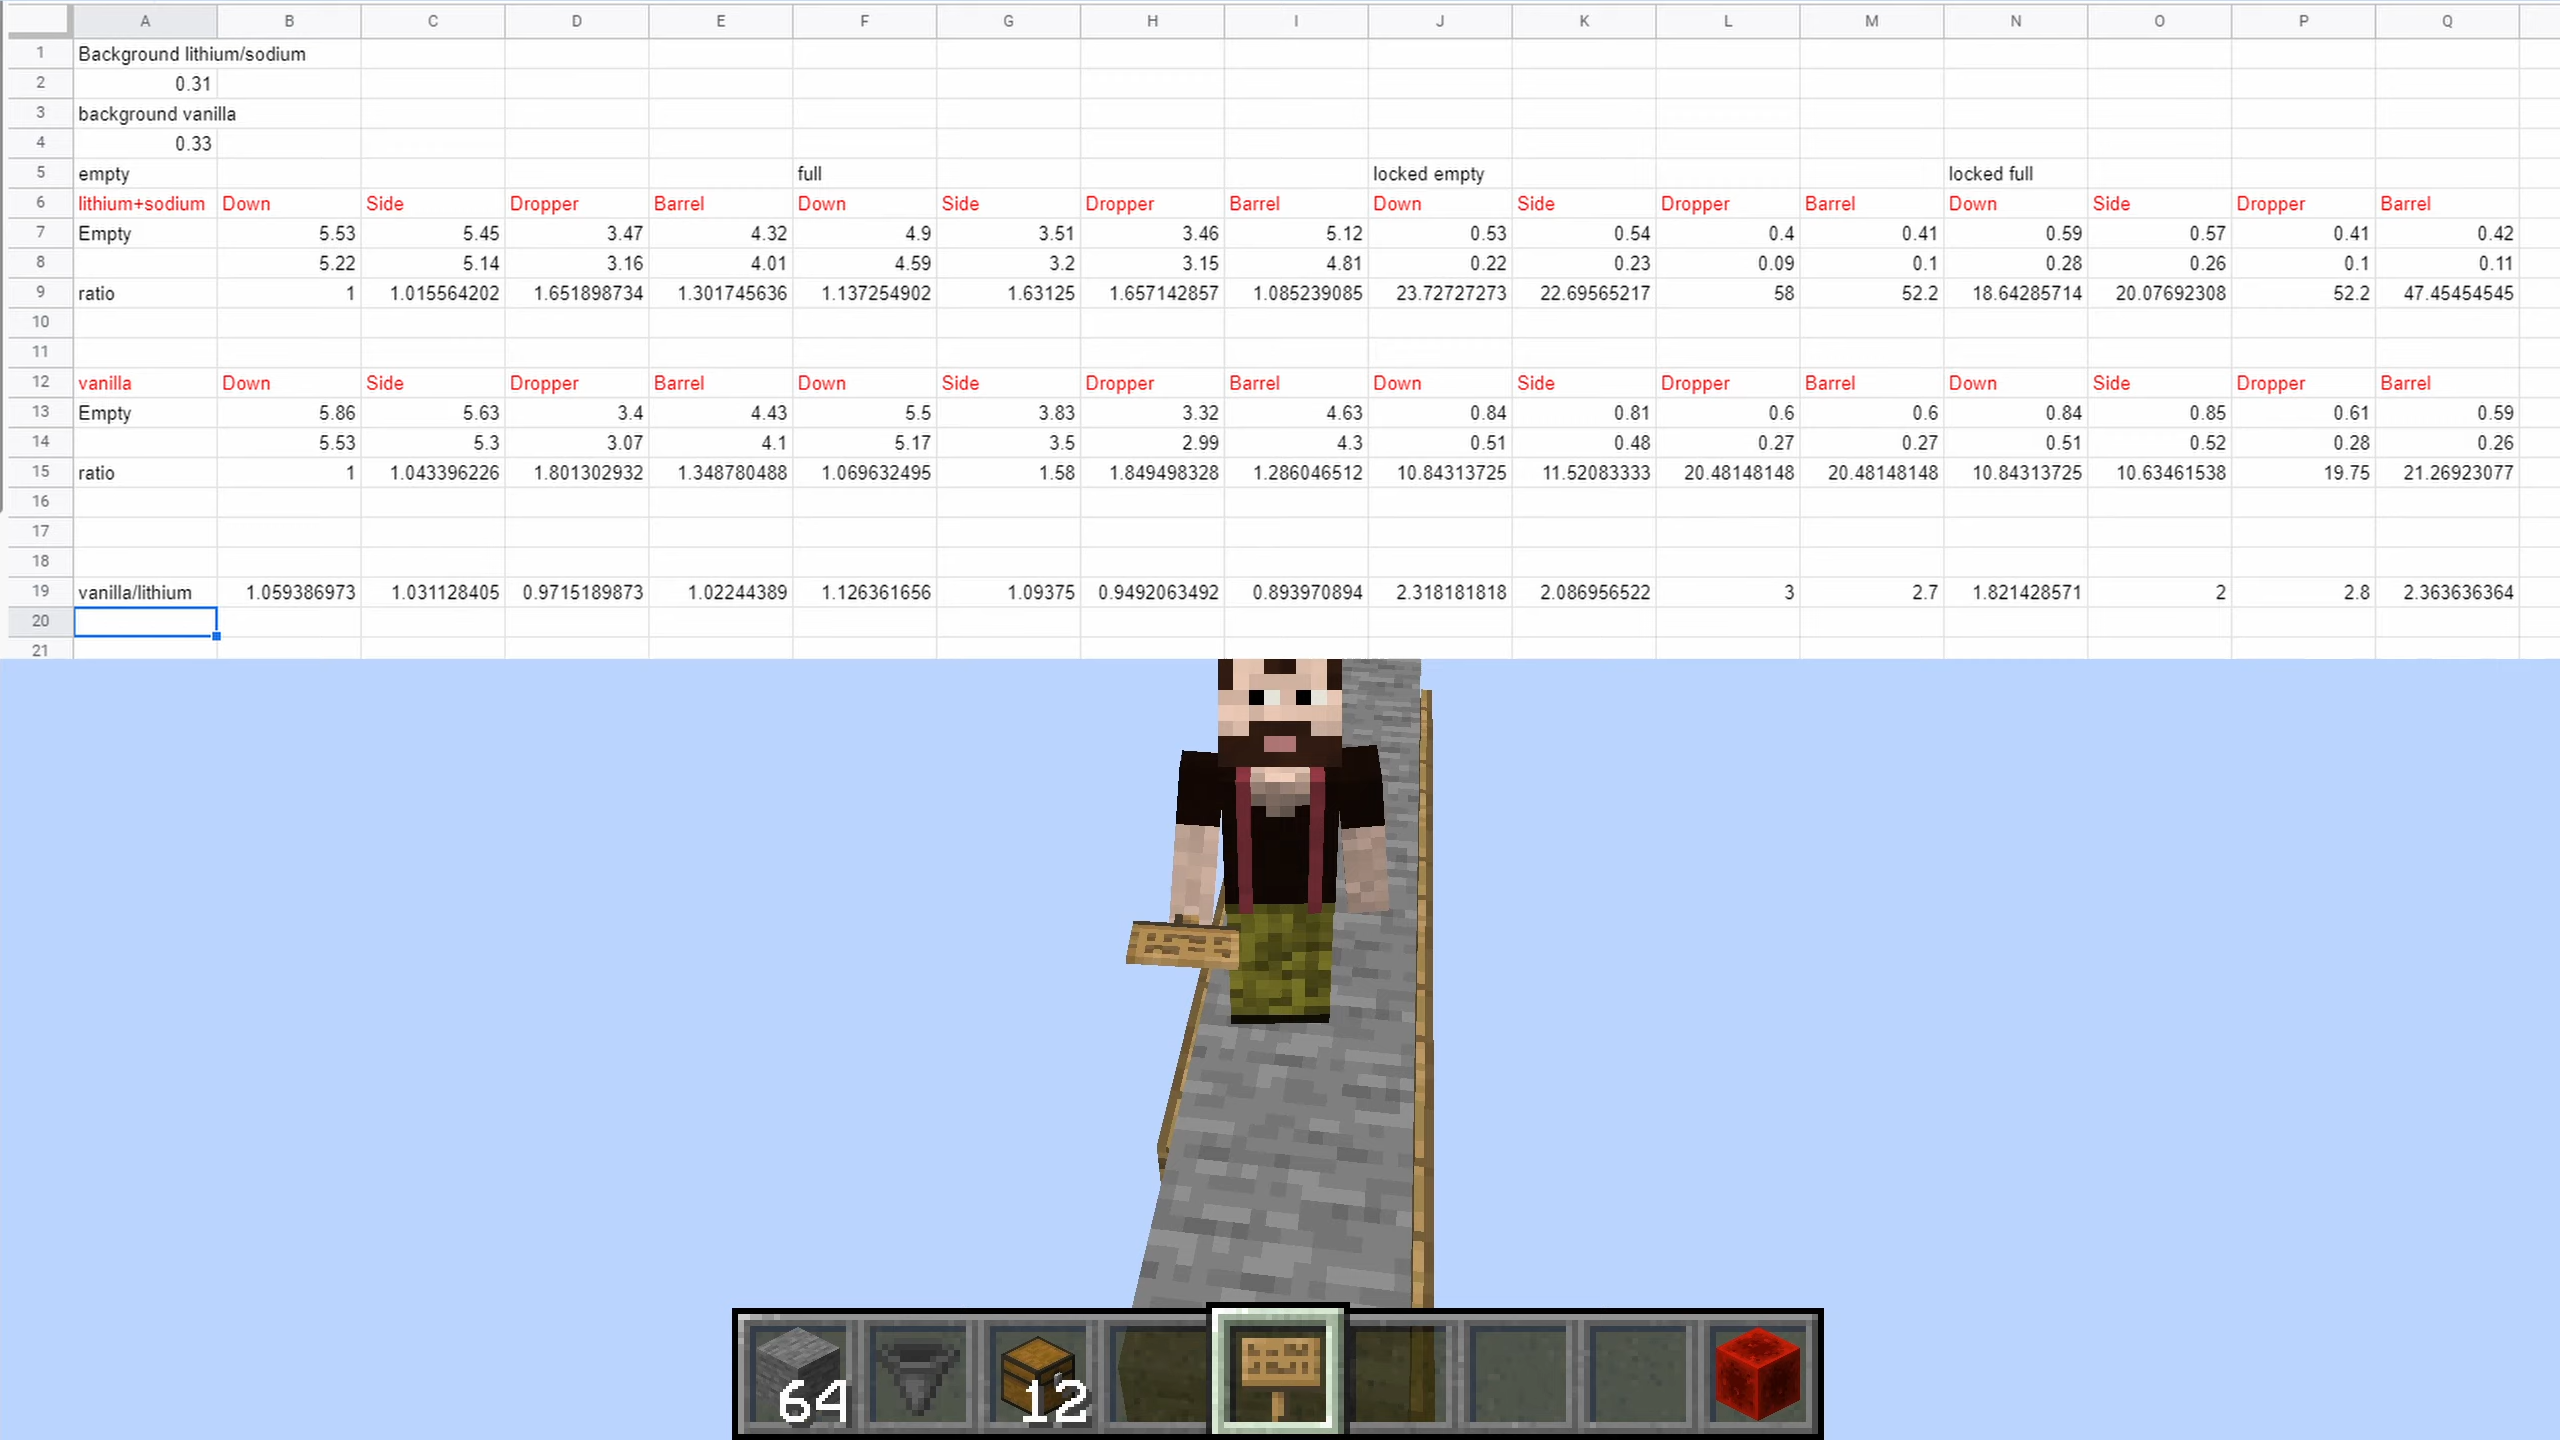 A B C D E F G H I J K L M N O P Q
1 Background lithium/sodium
2 0.31
3 background vanilla
4 0.33
5 empty full locked empty locked full
6 lithium+sodium Down Side Dropper Barrel Down Side Dropper Barrel Down Side Dropper Barrel Down Side Dropper Barrel
7 Empty 5.53 5.45 3.47 4.32 4.9 3.51 3.46 5.12 0.53 0.54 0.4 0.41 0.59 0.57 0.41 0.42
8 5.22 5.14 3.16 4.01 4.59 3.2 3.15 4.81 0.22 0.23 0.09 0.1 0.28 0.26 0.1 0.11
9 ratio 1 1.015564202 1.651898734 1.301745636 1.137254902 1.63125 1.657142857 1.085239085 23.72727273 22.69565217 58 52.2 18.64285714 20.07692308 52.2 47.45454545
10
11
12 vanilla Down Side Dropper Barrel Down Side Dropper Barrel Down Side Dropper Barrel Down Side Dropper Barrel
13 Empty 5.86 5.63 3.4 4.43 5.5 3.83 3.32 4.63 0.84 0.81 0.6 0.6 0.84 0.85 0.61 0.59
14 5.53 5.3 3.07 4.1 5.17 3.5 2.99 4.3 0.51 0.48 0.27 0.27 0.51 0.52 0.28 0.26
15 ratio 1 1.043396226 1.801302932 1.348780488 1.069632495 1.58 1.849498328 1.286046512 10.84313725 11.52083333 20.48148148 20.48148148 10.84313725 10.63461538 19.75 21.26923077
16
17
18
19 vanilla/lithium 1.059386973 1.031128405 0.9715189873 1.02244389 1.126361656 1.09375 0.9492063492 0.893970894 2.318181818 2.086956522 3 2.7 1.821428571 2 2.8 2.363636364
20
21
64 12